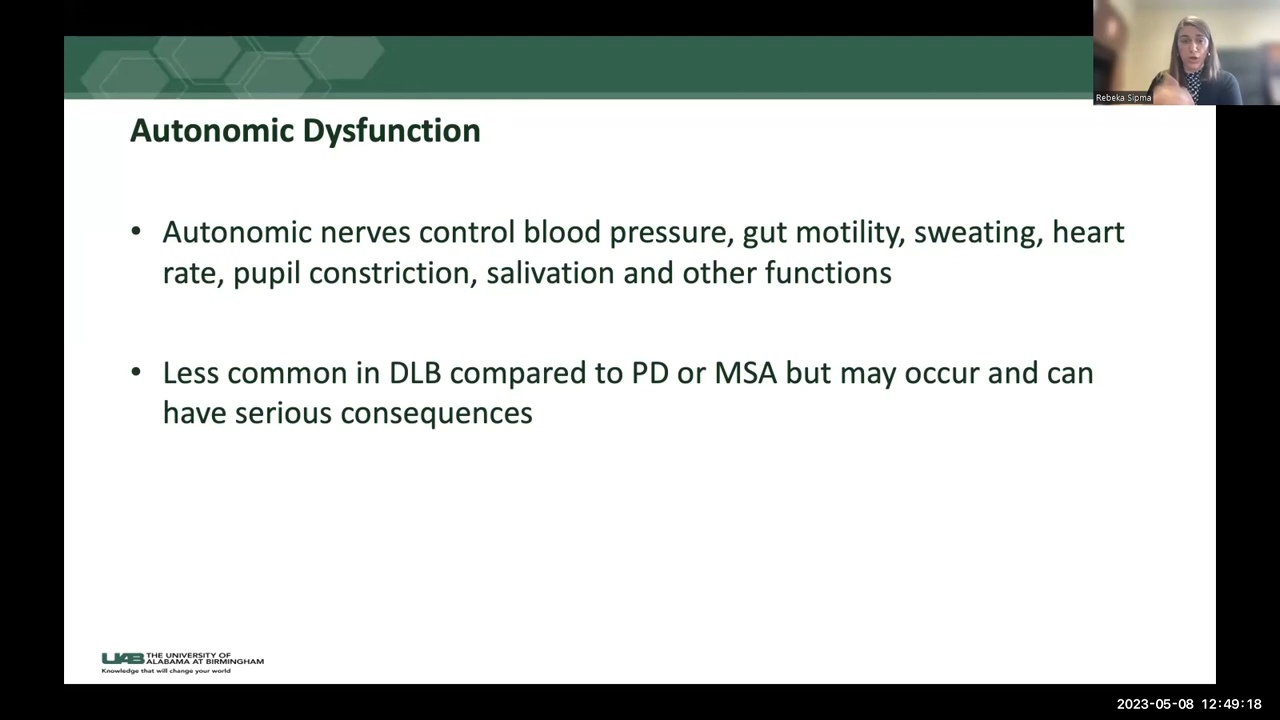 Rebeka Sipma
Autonomic Dysfunction
• Autonomic nerves control blood pressure, gut motility, sweating, heart
rate, pupil constriction, salivation and other functions
• Less common in DLB compared to PD or MSA but may occur and can
have serious consequences
UAB THE UNIVERSITY OF
ALABAMA AT BIRMINGHAM
Knowledge that will change your world
2023-05-08 12:49:18